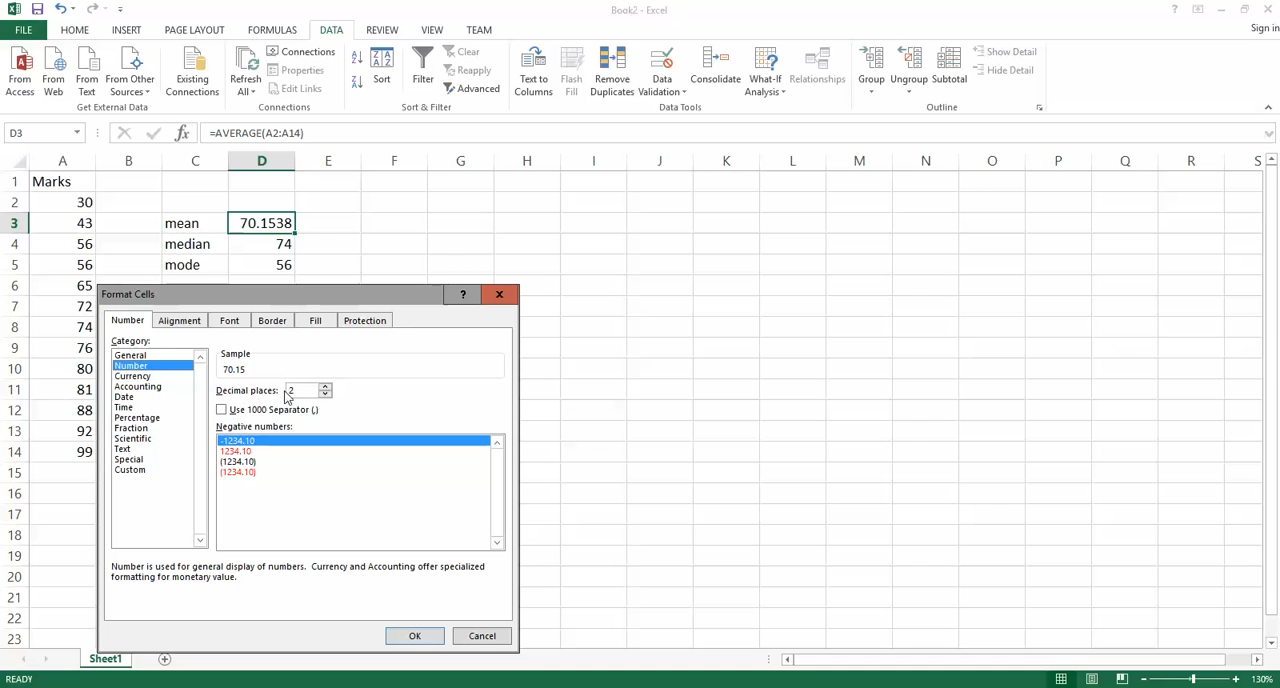 Book2 - Excel
Sign in
FILE HOME INSERT PAGE LAYOUT FORMULAS DATA REVIEW VIEW TEAM
From Access
From Web
From Text
From Other Sources
Get External Data
Existing Connections
Refresh All
Connections
Properties
Edit Links
Connections
Sort
Filter
Clear
Reapply
Advanced
Sort & Filter
Text to Columns
Flash Fill
Remove Duplicates
Data Validation
Consolidate
What-If Analysis
Relationships
Data Tools
Group
Ungroup
Subtotal
Show Detail
Hide Detail
Outline
D3 fx =AVERAGE(A2:A14)
A B C D E F G H I J K L M N O P Q R S
1 Marks
2 30
3 43 mean 70.1538
4 56 median 74
5 56 mode 56
6 65
7 72
8 74
9 76
10 80
11 81
12 88
13 92
14 99
15
16
17
18
19
20
21
22
23
Format Cells ?
Number Alignment Font Border Fill Protection
Category:
General
Number
Currency
Accounting
Date
Time
Percentage
Fraction
Scientific
Text
Special
Custom
Sample
70.15
Decimal places: 2
Use 1000 Separator (,)
Negative numbers:
-1234.10
1234.10
(1234.10)
(1234.10)
Number is used for general display of numbers. Currency and Accounting offer specialized
formatting for monetary value.
OK Cancel
Sheet1
READY 130%